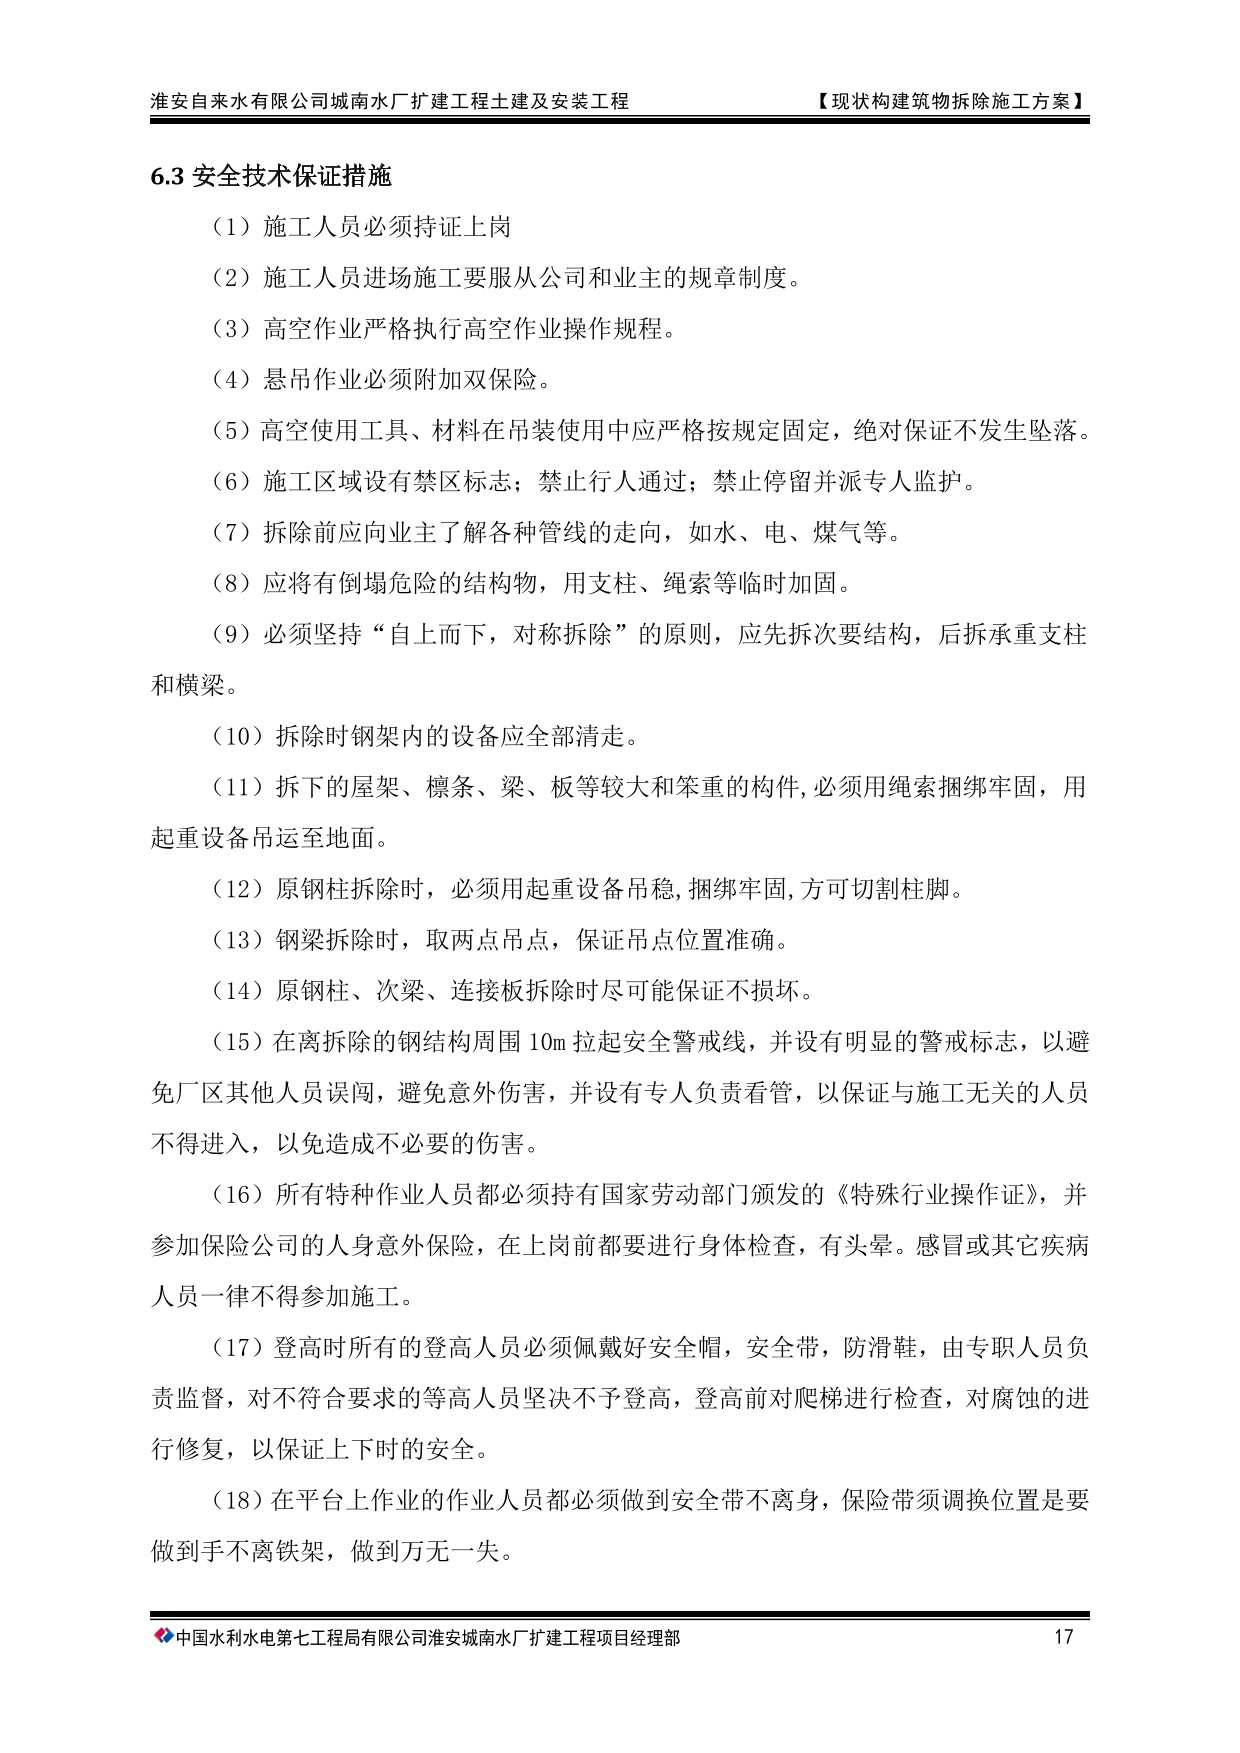 淮安自来水有限公司城南水厂扩建工程土建及安装工程 【现状构建筑物拆除施工方案】
6.3 安全技术保证措施
（1）施工人员必须持证上岗
（2）施工人员进场施工要服从公司和业主的规章制度。
（3）高空作业严格执行高空作业操作规程。
（4）悬吊作业必须附加双保险。
（5）高空使用工具、材料在吊装使用中应严格按规定固定，绝对保证不发生坠落。
（6）施工区域设有禁区标志；禁止行人通过；禁止停留并派专人监护。
（7）拆除前应向业主了解各种管线的走向，如水、电、煤气等。
（8）应将有倒塌危险的结构物，用支柱、绳索等临时加固。
（9）必须坚持“自上而下，对称拆除”的原则，应先拆次要结构，后拆承重支柱
和横梁。
（10）拆除时钢架内的设备应全部清走。
（11）拆下的屋架、檩条、梁、板等较大和笨重的构件,必须用绳索捆绑牢固，用
起重设备吊运至地面。
（12）原钢柱拆除时，必须用起重设备吊稳,捆绑牢固,方可切割柱脚。
（13）钢梁拆除时，取两点吊点，保证吊点位置准确。
（14）原钢柱、次梁、连接板拆除时尽可能保证不损坏。
（15）在离拆除的钢结构周围 10m 拉起安全警戒线，并设有明显的警戒标志，以避
免厂区其他人员误闯，避免意外伤害，并设有专人负责看管，以保证与施工无关的人员
不得进入，以免造成不必要的伤害。
（16）所有特种作业人员都必须持有国家劳动部门颁发的《特殊行业操作证》，并
参加保险公司的人身意外保险，在上岗前都要进行身体检查，有头晕。感冒或其它疾病
人员一律不得参加施工。
（17）登高时所有的登高人员必须佩戴好安全帽，安全带，防滑鞋，由专职人员负
责监督，对不符合要求的等高人员坚决不予登高，登高前对爬梯进行检查，对腐蚀的进
行修复，以保证上下时的安全。
（18）在平台上作业的作业人员都必须做到安全带不离身，保险带须调换位置是要
做到手不离铁架，做到万无一失。
中国水利水电第七工程局有限公司淮安城南水厂扩建工程项目经理部 17